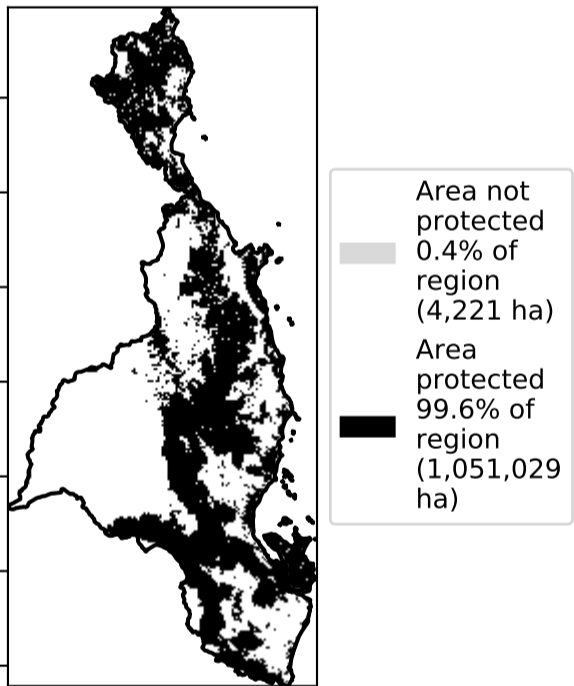 Area not
protected
0.4% of
region
(4,221 ha)
Area
protected
99.6% of
region
(1,051,029
ha)